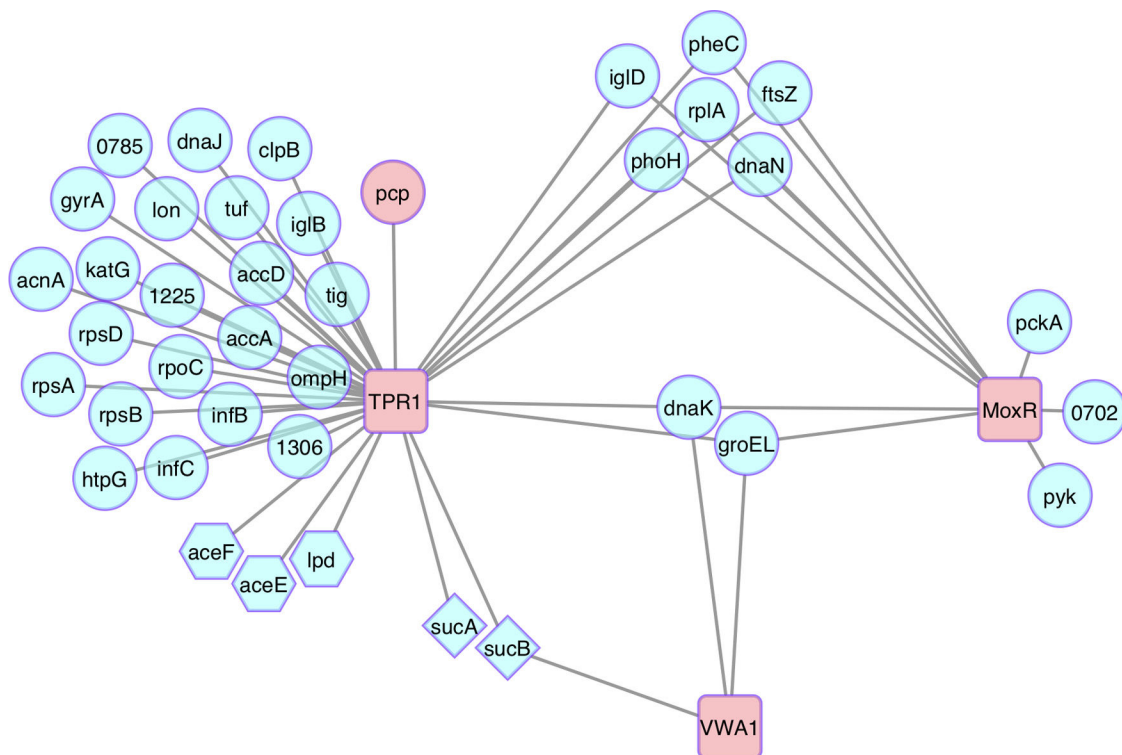 pheC
iglD
ftsZ
rplA
0785
dnaJ
clpB
phoH
dnaN
pcp
gyrA
lon
tuf
iglB
acnA
katG
1225
accD
tig
rpsD
accA
pckA
rpsA
rpoC
ompH
TPR1
dnaK
MoxR
0702
rpsB
infB
1306
groEL
htpG
infC
pyk
aceF
aceE
lpd
sucA
sucB
VWA1